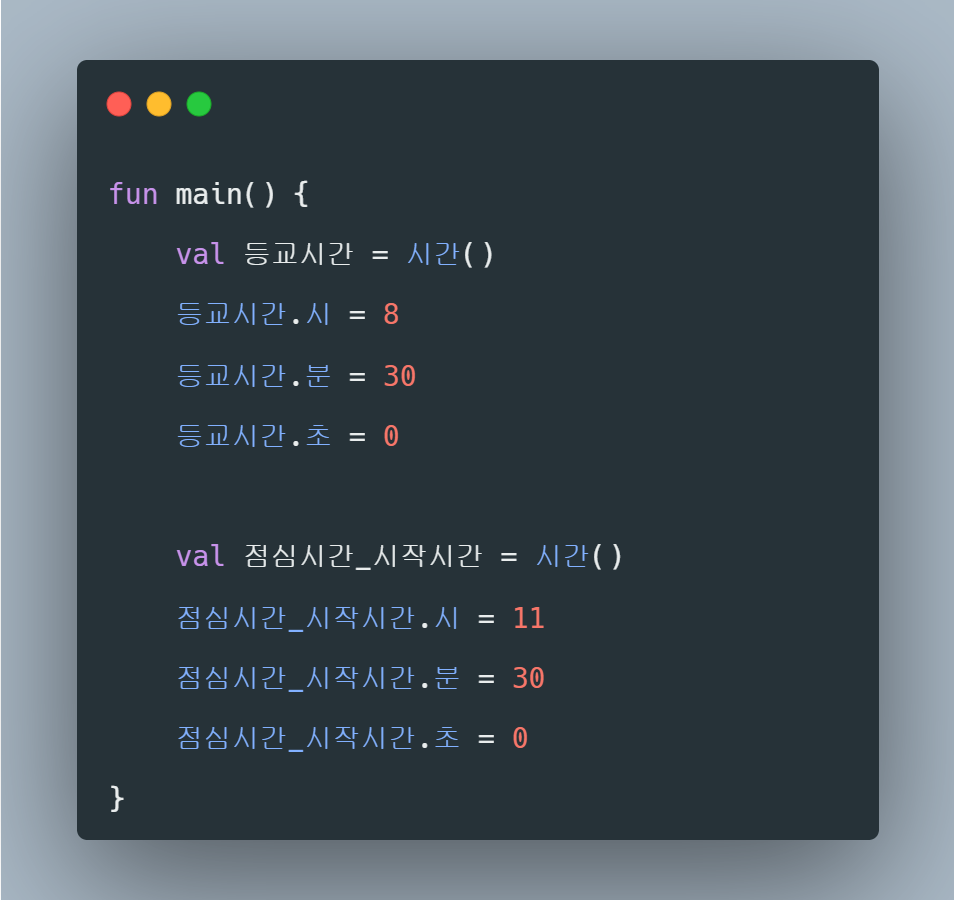 fun main() {
val 등교시간 = 시간()
등교시간.시 = 8
등교시간.분 = 30
등교시간.초 = 0
val 점심시간_시작시간 = 시간()
점심시간_시작시간.시 = 11
점심시간_시작시간.분 = 30
점심시간_시작시간.초 = 0
}